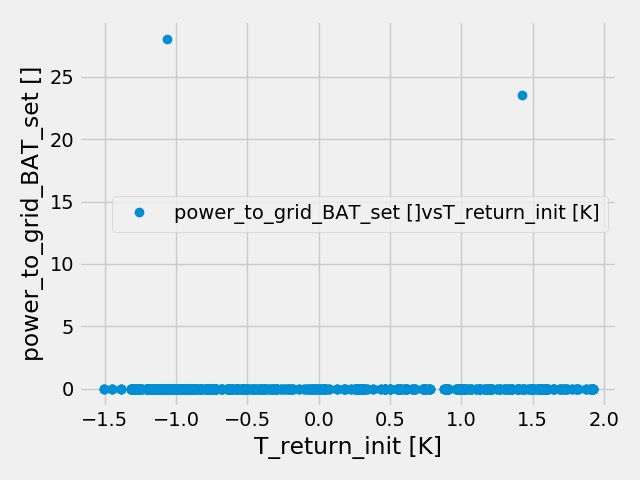 power_to_grid_BAT_set []
25
20
15
10
5
0
power_to_grid_BAT_set []vsT_return_init [K]
−1.5 −1.0 −0.5 0.0 0.5 1.0 1.5 2.0
T_return_init [K]